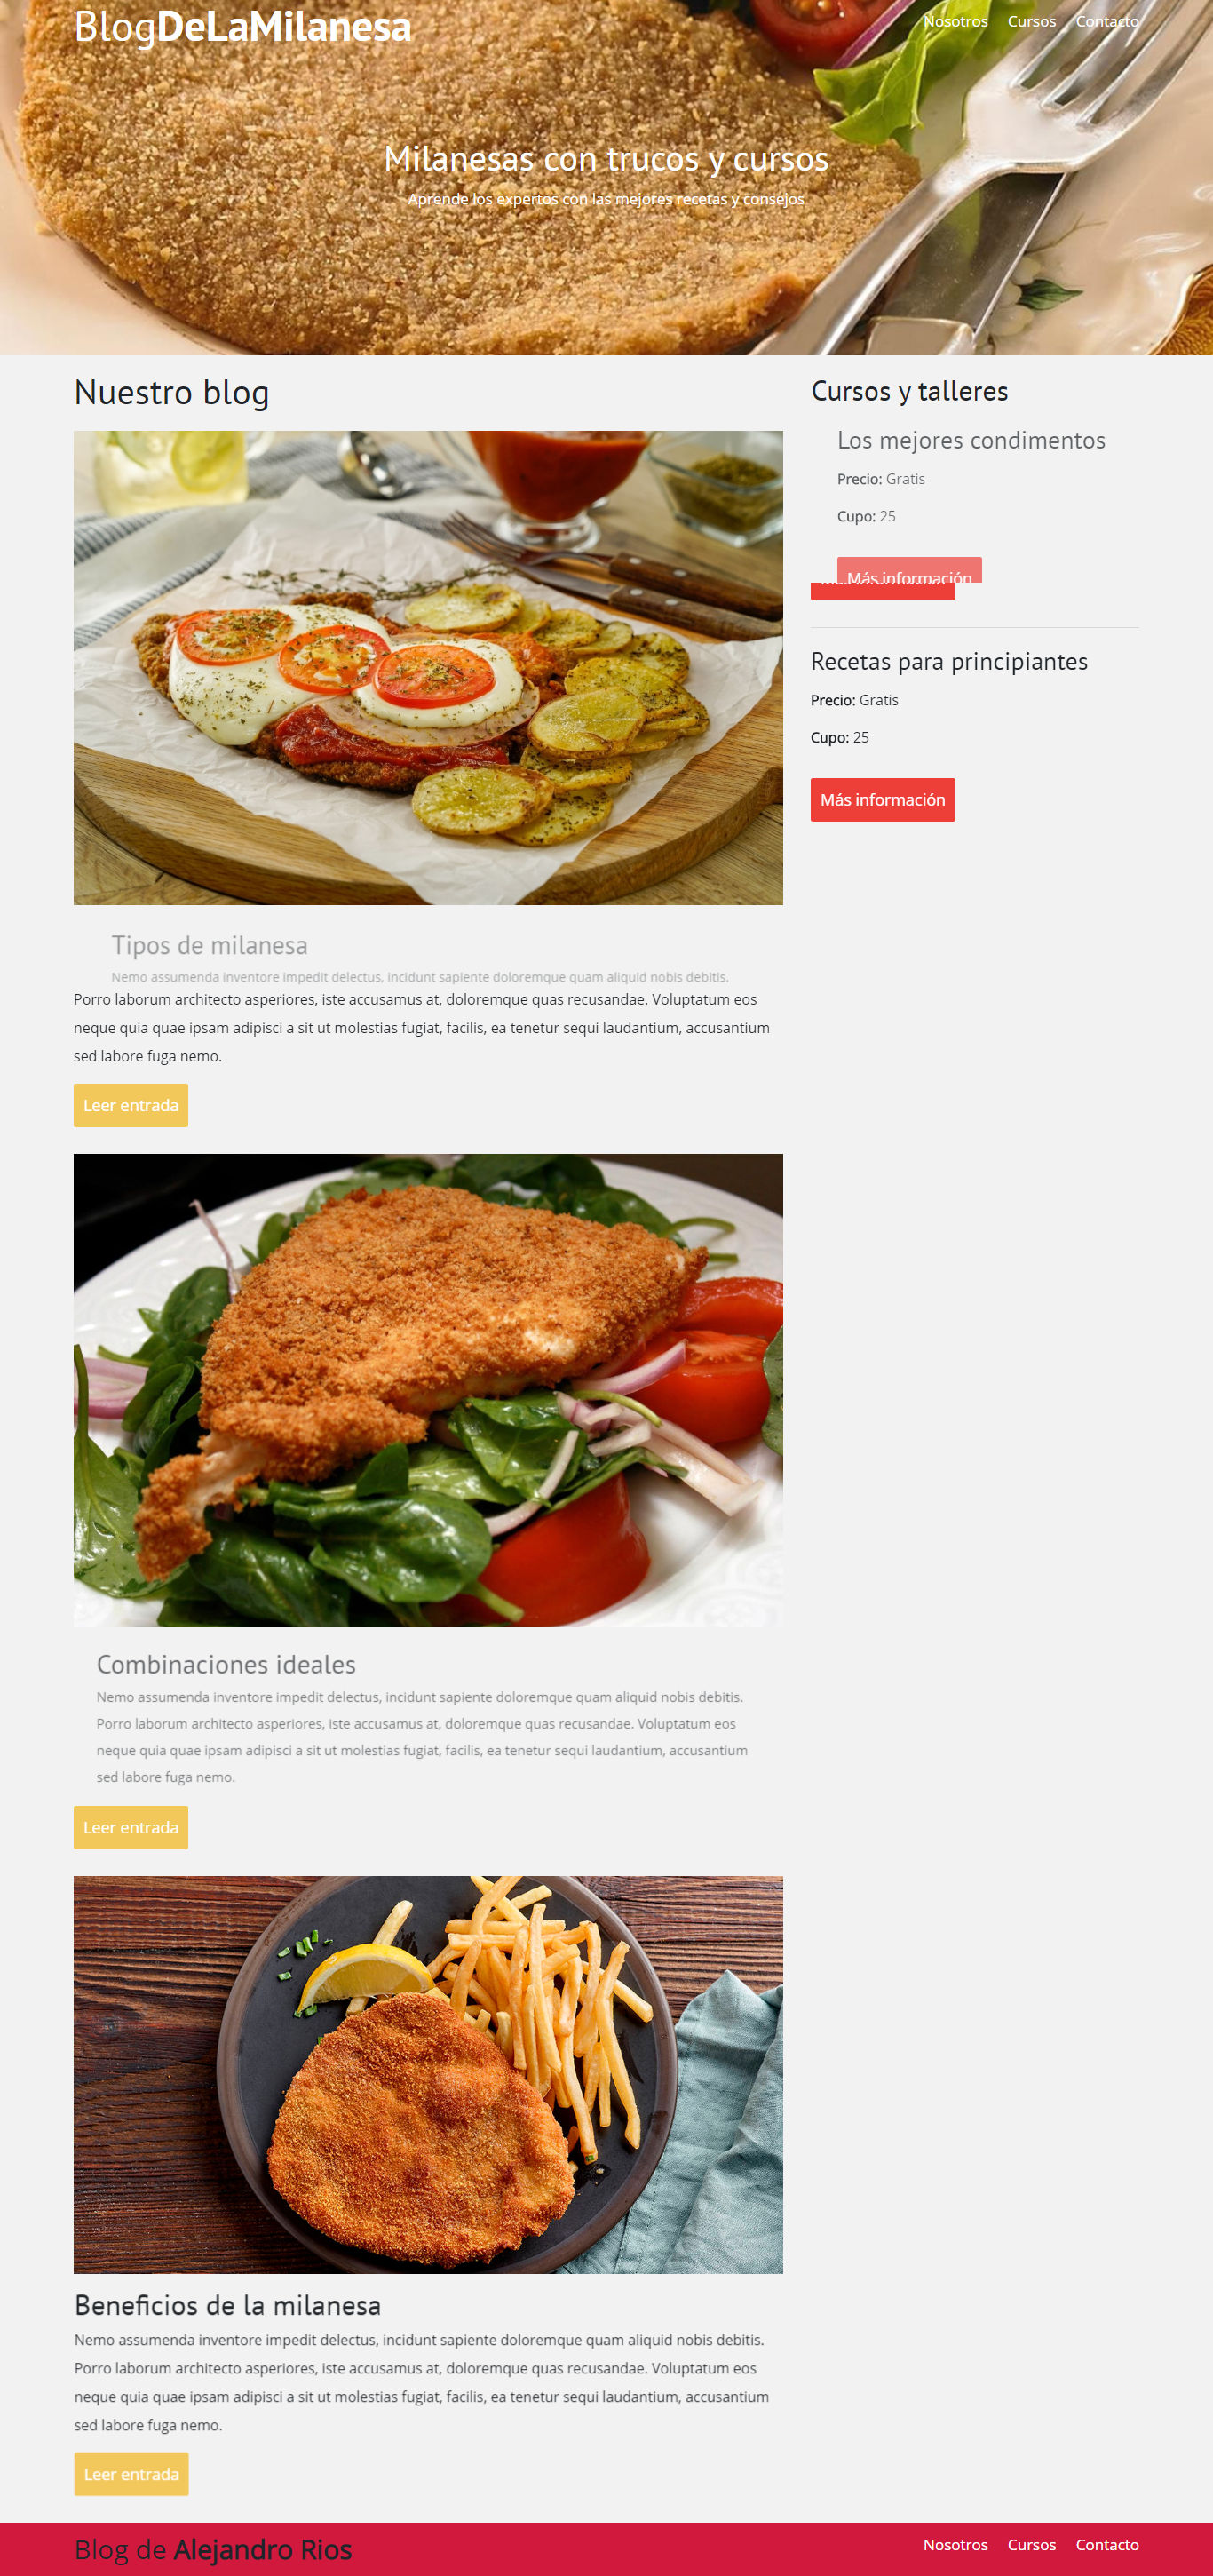 BlogDeLaMilanesa
Nosotros Cursos Contacto
Milanesas con trucos y cursos
Aprende los expertos con las mejores recetas y consejos
Nuestro blog
Tipos de milanesa
Nemo assumenda inventore impedit delectus, incidunt sapiente doloremque quam aliquid nobis debitis.
Porro laborum architecto asperiores, iste accusamus at, doloremque quas recusandae. Voluptatum eos
neque quia quae ipsam adipisci a sit ut molestias fugiat, facilis, ea tenetur sequi laudantium, accusantium
sed labore fuga nemo.
Leer entrada
Combinaciones ideales
Nemo assumenda inventore impedit delectus, incidunt sapiente doloremque quam aliquid nobis debitis.
Porro laborum architecto asperiores, iste accusamus at, doloremque quas recusandae. Voluptatum eos
neque quia quae ipsam adipisci a sit ut molestias fugiat, facilis, ea tenetur sequi laudantium, accusantium
sed labore fuga nemo.
Leer entrada
Beneficios de la milanesa
Nemo assumenda inventore impedit delectus, incidunt sapiente doloremque quam aliquid nobis debitis.
Porro laborum architecto asperiores, iste accusamus at, doloremque quas recusandae. Voluptatum eos
neque quia quae ipsam adipisci a sit ut molestias fugiat, facilis, ea tenetur sequi laudantium, accusantium
sed labore fuga nemo.
Leer entrada
Cursos y talleres
Los mejores condimentos
Precio: Gratis
Cupo: 25
Más información
Recetas para principiantes
Precio: Gratis
Cupo: 25
Más información
Blog de Alejandro Rios
Nosotros Cursos Contacto